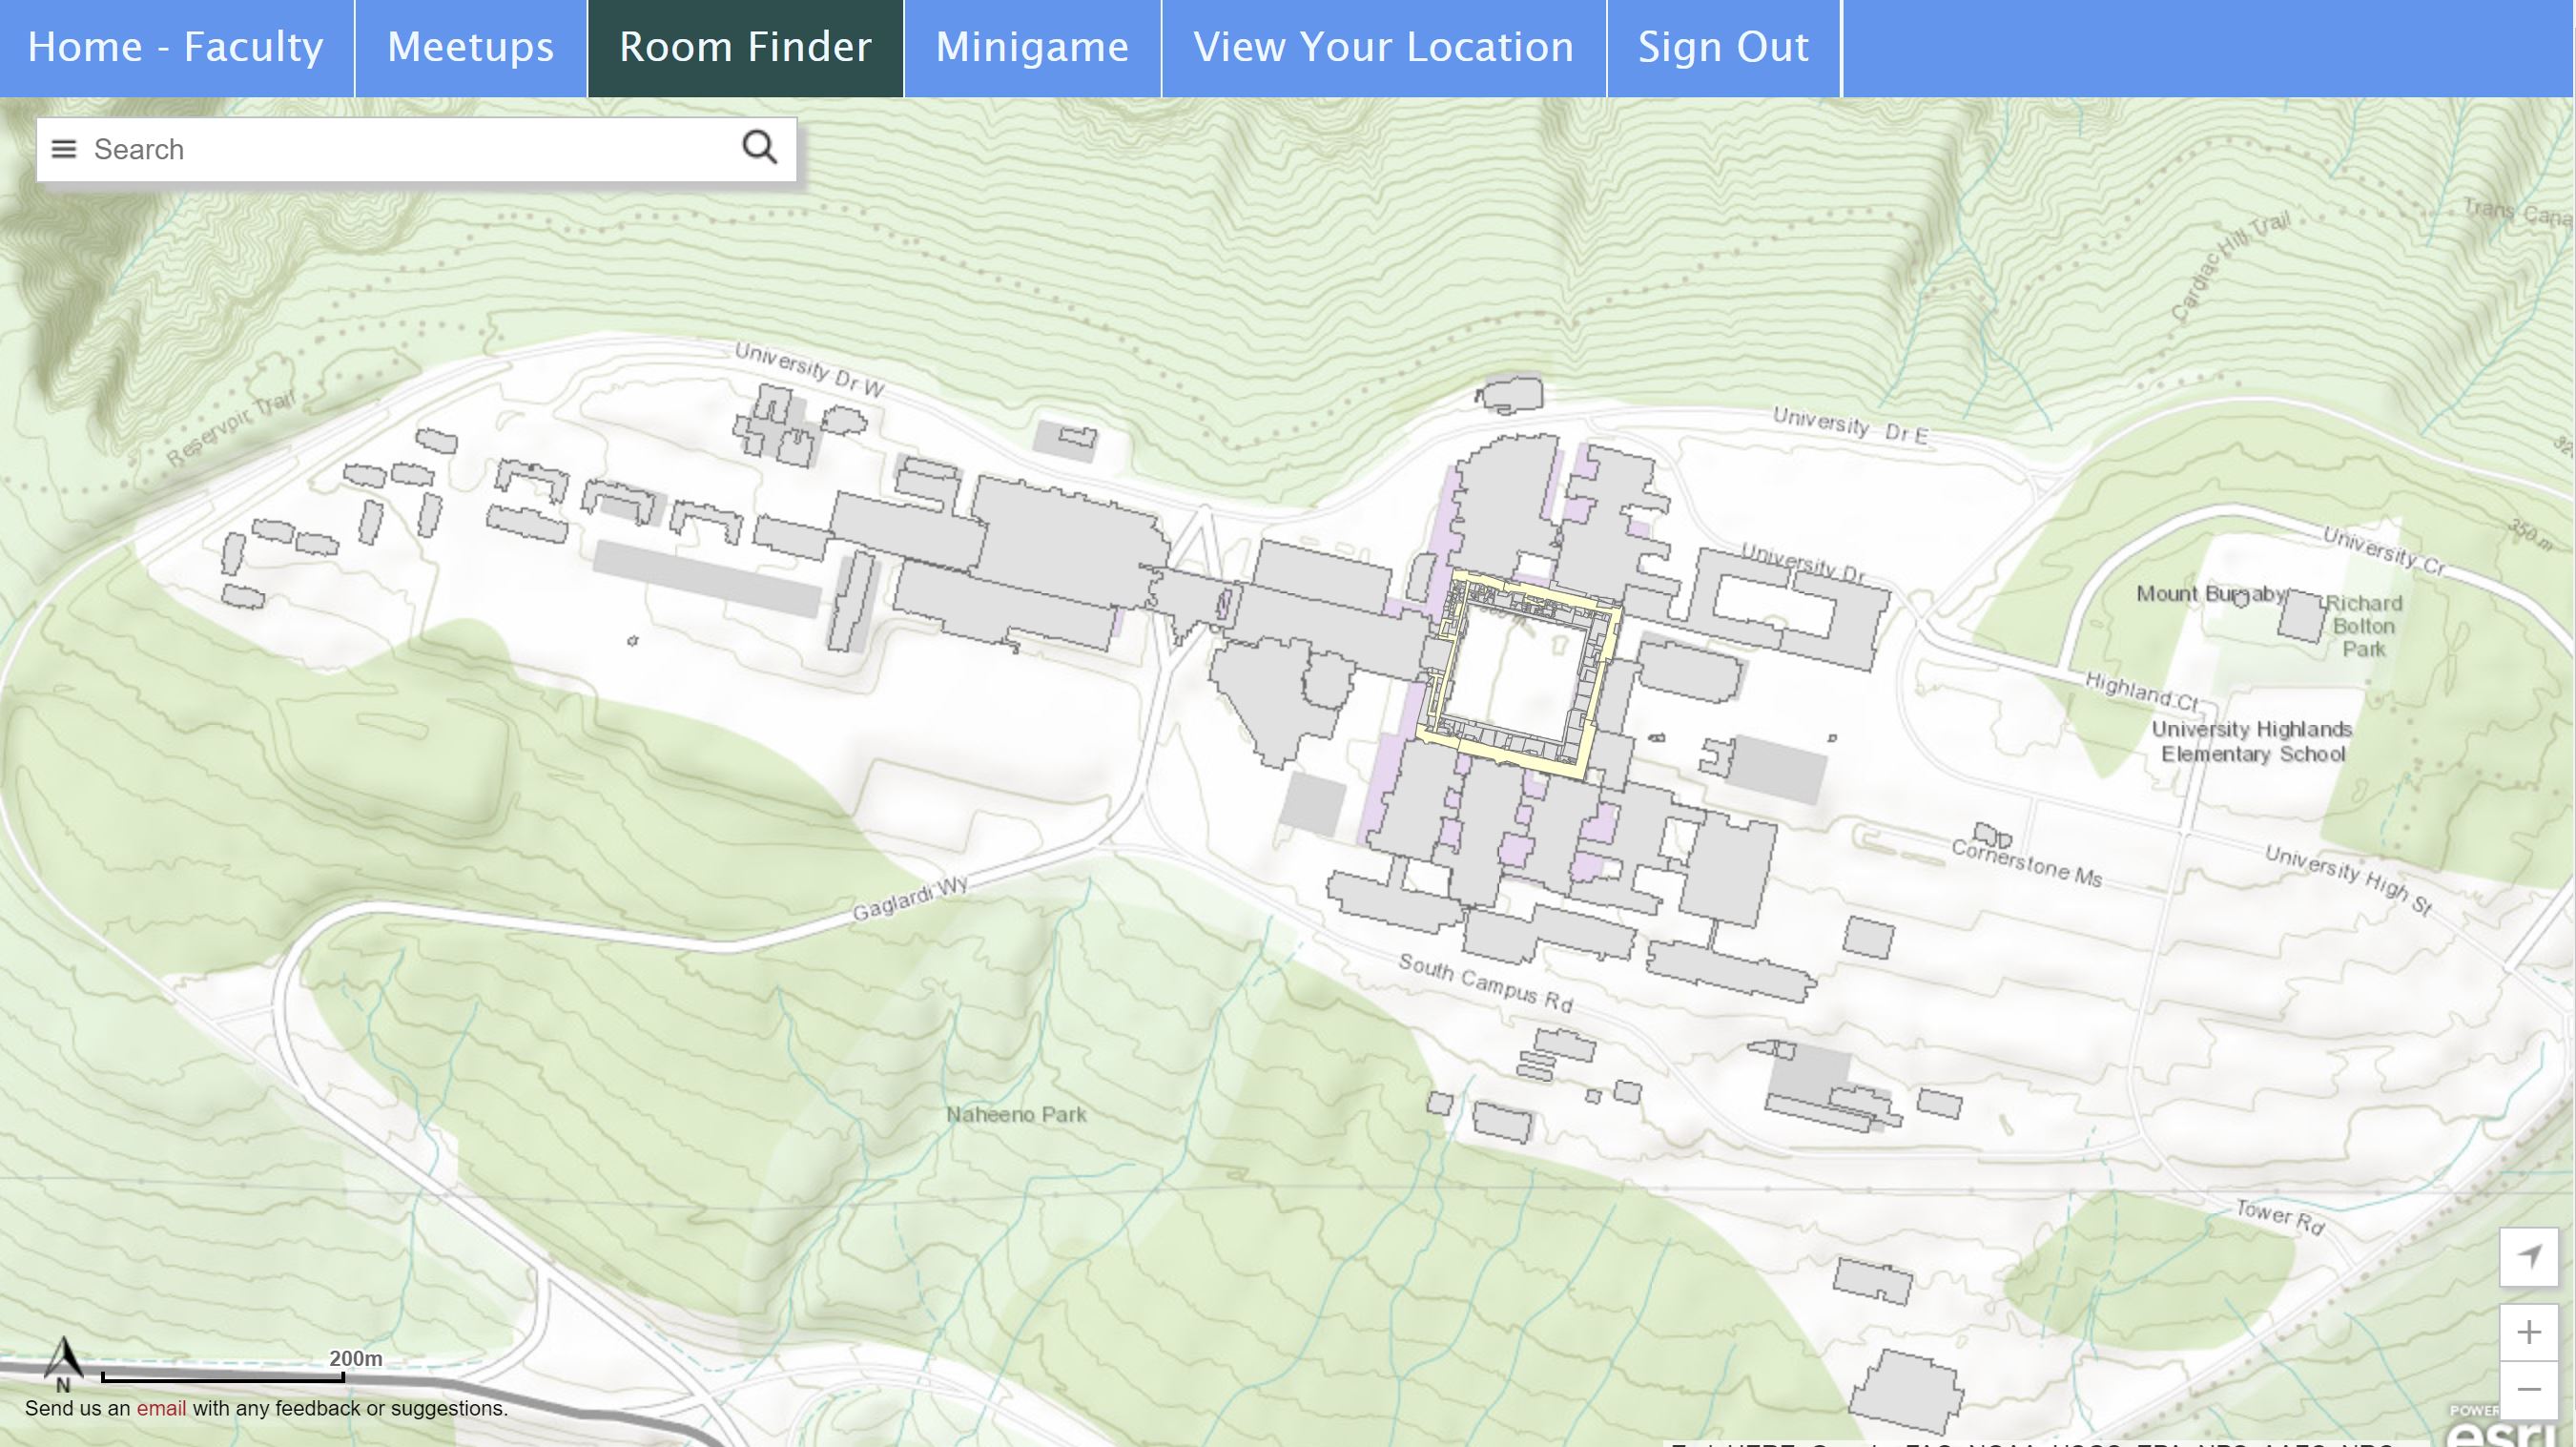 Home - Faculty
Meetups
Room Finder
Minigame
View Your Location
Sign Out
Search
Trans Cana
Cardiac Hill Trail
University Dr W
Reservoir Trail
University Dr E
University Cr
350 m
University Dr
Mount Burnaby
Richard
Bolton
Park
Highland Ct
University Highlands
Elementary School
Cornerstone Ms
University High St
Gaglardi Wy
South Campus Rd
Naheeno Park
Tower Rd
200m
N
Send us an email with any feedback or suggestions.
POWER
esri